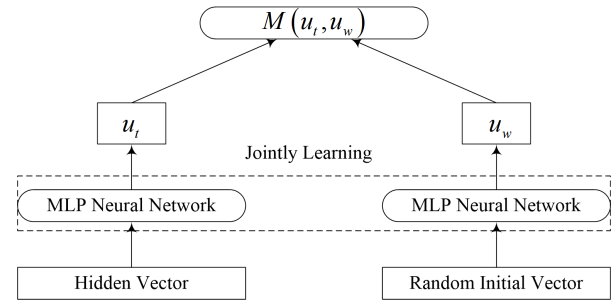 M(u_t, u_w)
u_t
u_w
Jointly Learning
MLP Neural Network
MLP Neural Network
Hidden Vector
Random Initial Vector